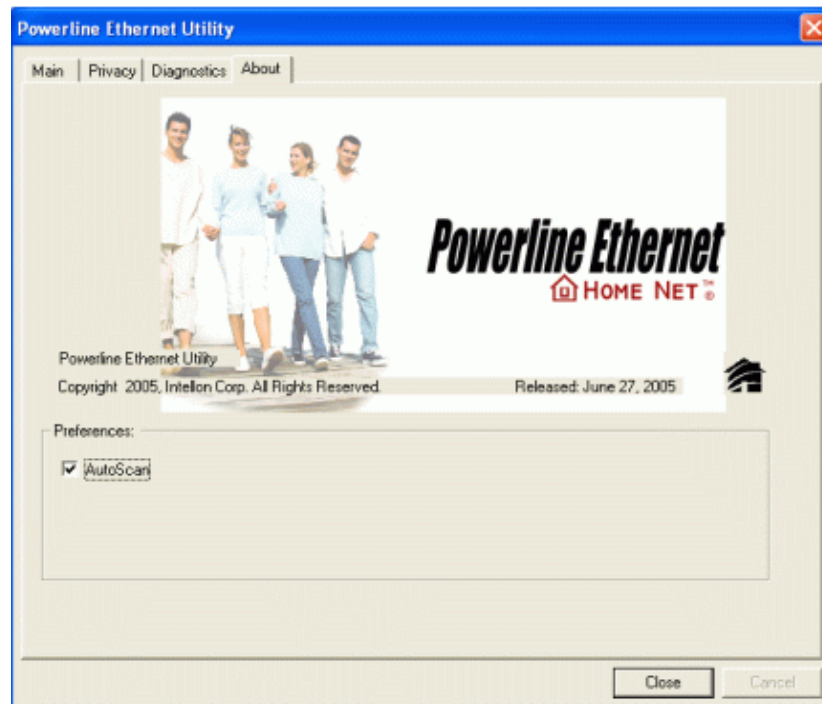 Powerline Ethernet Utility
Main Privacy Diagnostics About
Powerline Ethernet
HOME NET ™ ®
Powerline Ethernet Utility
Copyright 2005, Intellon Corp. All Rights Reserved. Released: June 27, 2005
Preferences:
AutoScan
Close Cancel